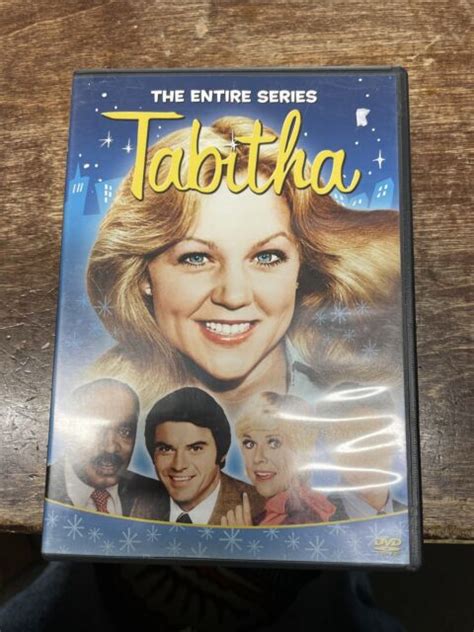 THE ENTIRE SERIES
Tabitha
DVD